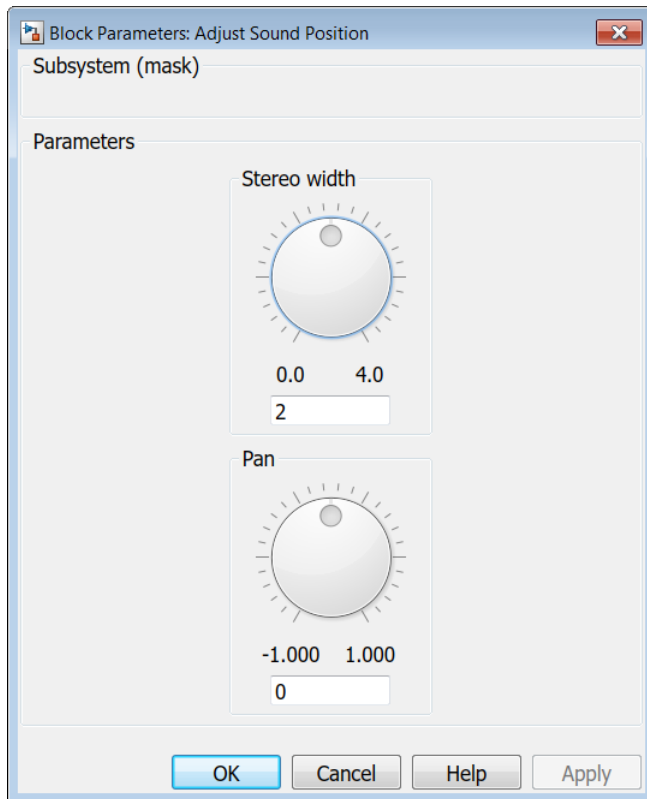 Block Parameters: Adjust Sound Position
Subsystem (mask)
Parameters
Stereo width
0.0 4.0
2
Pan
-1.000 1.000
0
OK Cancel Help Apply